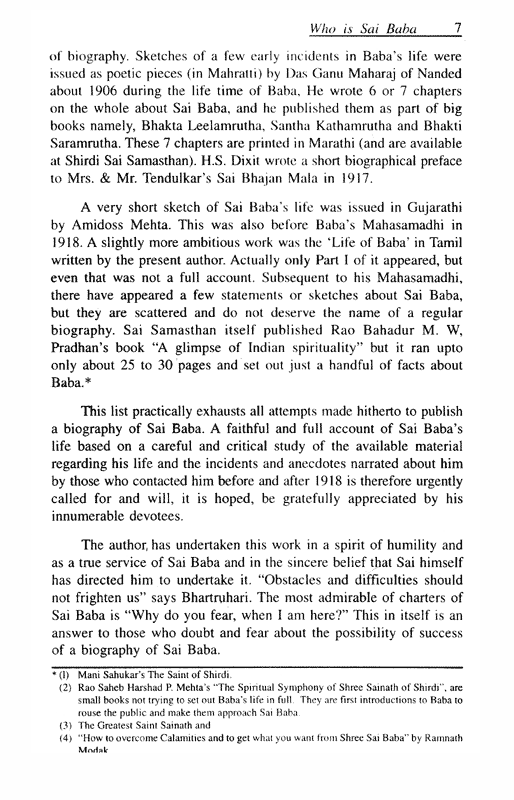 Who is Sai Baba 7
of biography. Sketches of a few early incidents in Baba's life were
issued as poetic pieces (in Mahratti) by Das Ganu Maharaj of Nanded
about 1906 during the life time of Baba. He wrote 6 or 7 chapters
on the whole about Sai Baba, and he published them as part of big
books namely, Bhakta Leelamrutha, Santha Kathamrutha and Bhakti
Saramrutha. These 7 chapters are printed in Marathi (and are available
at Shirdi Sai Samasthan). H.S. Dixit wrote a short biographical preface
to Mrs. & Mr. Tendulkar's Sai Bhajan Mala in 1917.
A very short sketch of Sai Baba's life was issued in Gujarathi
by Amidoss Mehta. This was also before Baba's Mahasamadhi in
1918. A slightly more ambitious work was the 'Life of Baba' in Tamil
written by the present author. Actually only Part I of it appeared, but
even that was not a full account. Subsequent to his Mahasamadhi,
there have appeared a few statements or sketches about Sai Baba,
but they are scattered and do not deserve the name of a regular
biography. Sai Samasthan itself published Rao Bahadur M. W,
Pradhan's book "A glimpse of Indian spirituality" but it ran upto
only about 25 to 30 pages and set out just a handful of facts about
Baba.*
This list practically exhausts all attempts made hitherto to publish
a biography of Sai Baba. A faithful and full account of Sai Baba's
life based on a careful and critical study of the available material
regarding his life and the incidents and anecdotes narrated about him
by those who contacted him before and after 1918 is therefore urgently
called for and will, it is hoped, be gratefully appreciated by his
innumerable devotees.
The author, has undertaken this work in a spirit of humility and
as a true service of Sai Baba and in the sincere belief that Sai himself
has directed him to undertake it. "Obstacles and difficulties should
not frighten us" says Bhartruhari. The most admirable of charters of
Sai Baba is "Why do you fear, when I am here?" This in itself is an
answer to those who doubt and fear about the possibility of success
of a biography of Sai Baba.
* (1) Mani Sahukar's The Saint of Shirdi.
(2) Rao Saheb Harshad P. Mehta's "The Spiritual Symphony of Shree Sainath of Shirdi", are
small books not trying to set out Baba's life in full. They are first introductions to Baba to
rouse the public and make them approach Sai Baba.
(3) The Greatest Saint Sainath and
(4) "How to overcome Calamities and to get what you want from Shree Sai Baba" by Ramnath
Modak